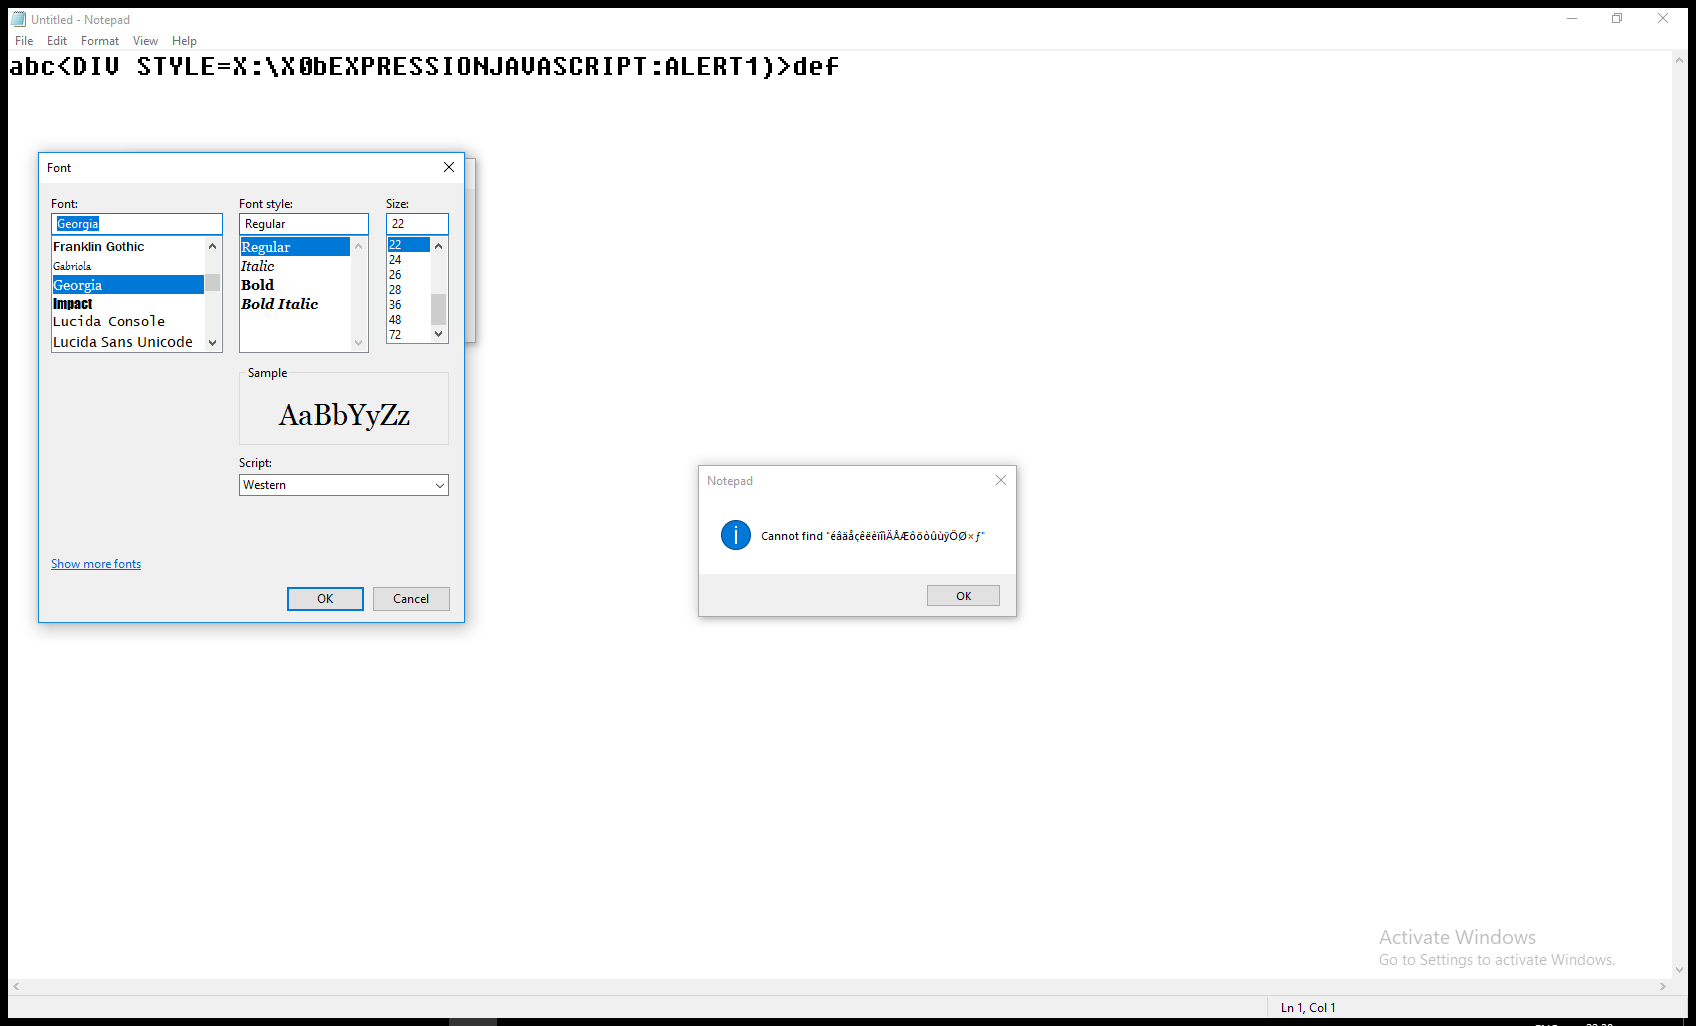 Untitled - Notepad
File Edit Format View Help
abc<DIV STYLE=X:\X0bEXPRESSIONJAVASCRIPT:ALERT1)>def
Font
Font: Font style: Size:
Georgia Regular 22
Franklin Gothic
Gabriola
Georgia
Impact
Lucida Console
Lucida Sans Unicode
Regular
Italic
Bold
Bold Italic
22
24
26
28
36
48
72
Sample
AaBbYyZz
Script:
Western
Show more fonts
OK Cancel
Notepad
Cannot find "éâäåçêëèïîìÄÅÆôöòûùÿÖØ×ƒ"
OK
Activate Windows
Go to Settings to activate Windows.
Ln 1, Col 1